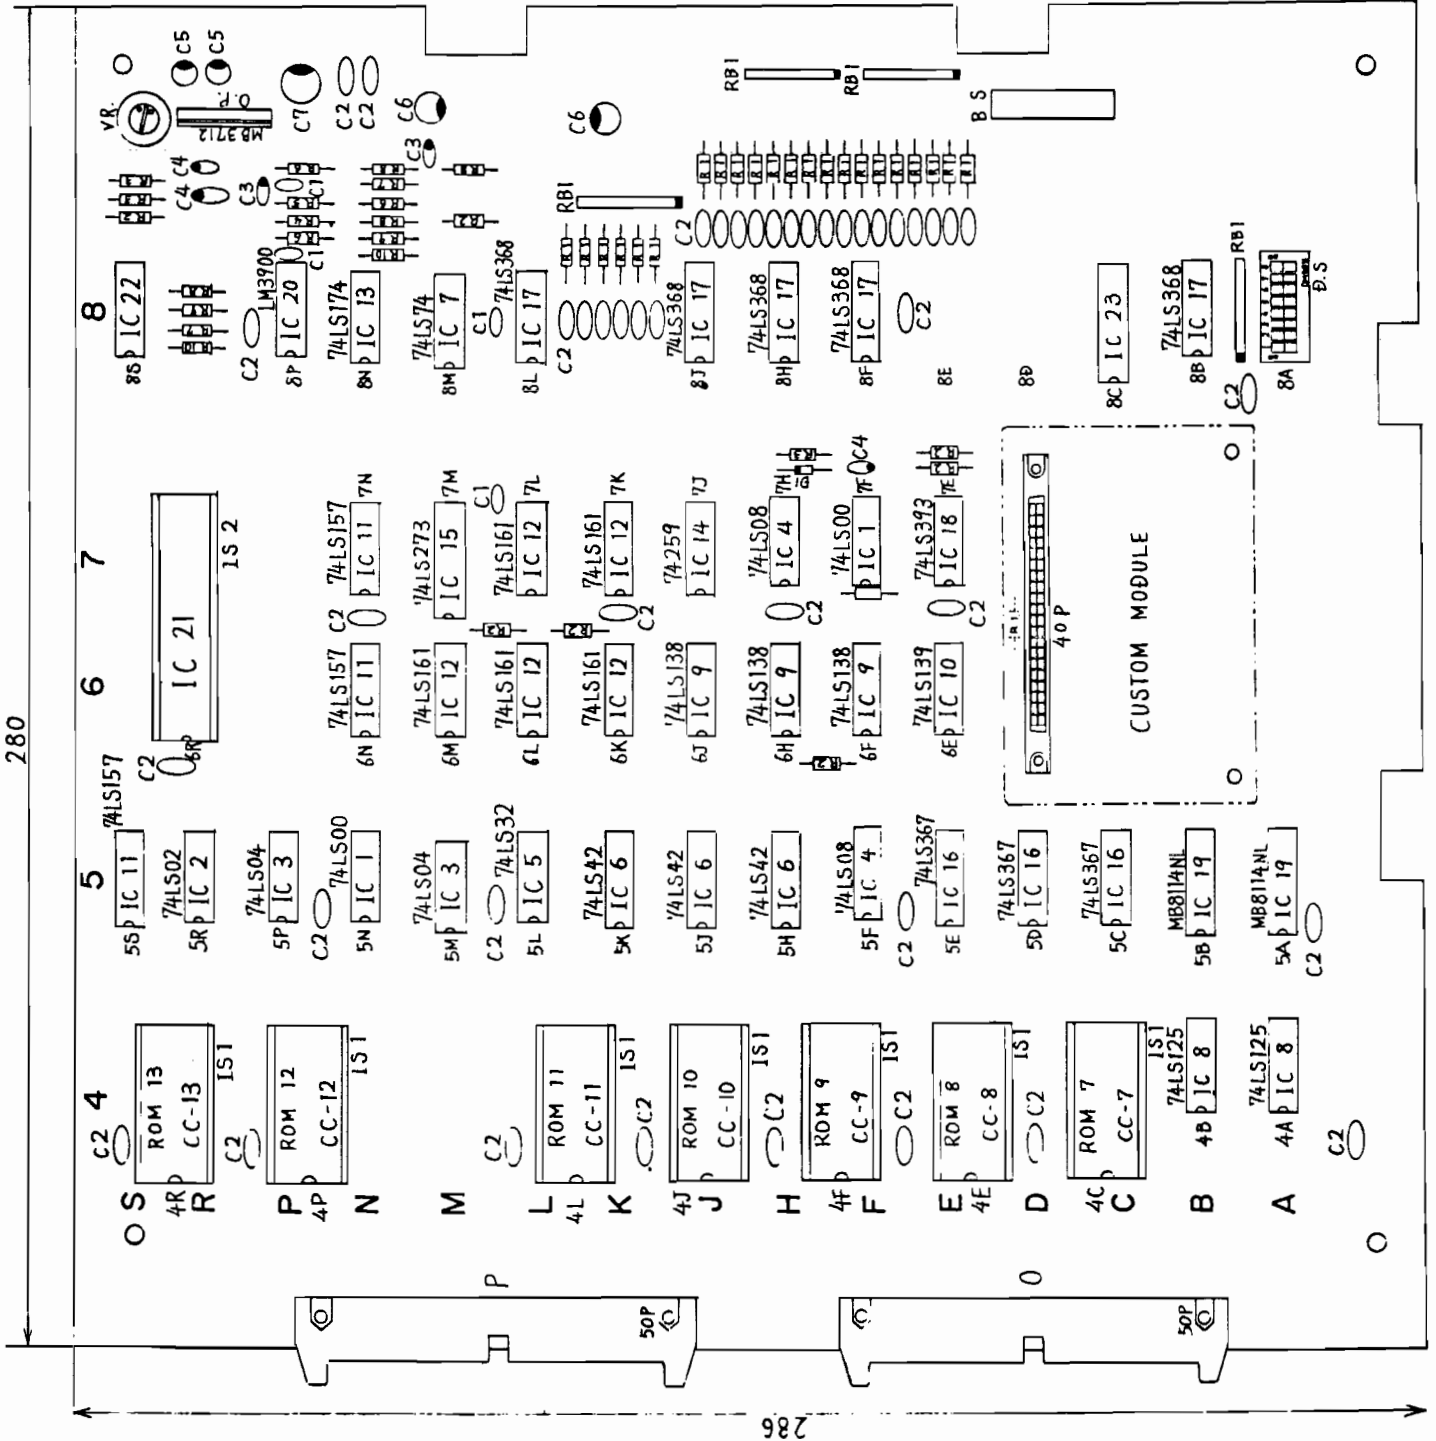 280
286
8
7
6
5
4
S
R
P
N
M
L
K
J
H
F
E
D
C
B
A
V.R.
O.P.
MB3712
C5
C5
C7
C2
C2
C6
C6
C4
C4
C3
C3
C1
C1
RB1
RB1
RB1
B S
C2
8S
IC 22
C2
LM3900
8P
IC 20
74LS174
8N
IC 13
74LS74
8M
IC 7
C1
74LS368
8L
IC 17
C2
74LS368
8J
IC 17
74LS368
8H
IC 17
74LS368
8F
IC 17
C2
8E
8D
8C
IC 23
74LS368
8B
IC 17
RB1
C2
8A
D.S
IC 21
IS 2
6R
C2
74LS157
7N
IC 11
74LS273
7M
IC 15
C1
74LS161
7L
IC 12
74LS161
7K
IC 12
74259
7J
IC 14
74LS08
7H
IC 4
R3
D1
C4
74LS00
7F
IC 1
74LS393
7E
IC 18
R2
R2
C2
C2
C2
C2
R2
R2
74LS157
6N
IC 11
74LS161
6M
IC 12
74LS161
6L
IC 12
74LS161
6K
IC 12
74LS138
6J
IC 9
74LS138
6H
IC 9
R2
74LS138
6F
IC 9
74LS139
6E
IC 10
40P
CUSTOM MODULE
74LS157
5S
IC 11
74LS02
5R
IC 2
74LS04
5P
IC 3
C2
74LS00
5N
IC 1
74LS04
5M
IC 3
C2
74LS32
5L
IC 5
74LS42
5K
IC 6
74LS42
5J
IC 6
74LS42
5H
IC 6
74LS08
5F
IC 4
C2
74LS367
5E
IC 16
74LS367
5D
IC 16
74LS367
5C
IC 16
MB8114NL
5B
IC 19
MB8114NL
5A
IC 19
C2
C2
ROM 13
CC-13
IS1
4R
C2
ROM 12
CC-12
IS1
4P
C2
ROM 11
CC-11
IS1
4L
C2
ROM 10
CC-10
IS1
4J
C2
ROM 9
CC-9
IS1
4F
C2
ROM 8
CC-8
IS1
4E
C2
ROM 7
CC-7
IS1
4C
74LS125
4B
IC 8
74LS125
4A
IC 8
C2
P
50P
O
50P